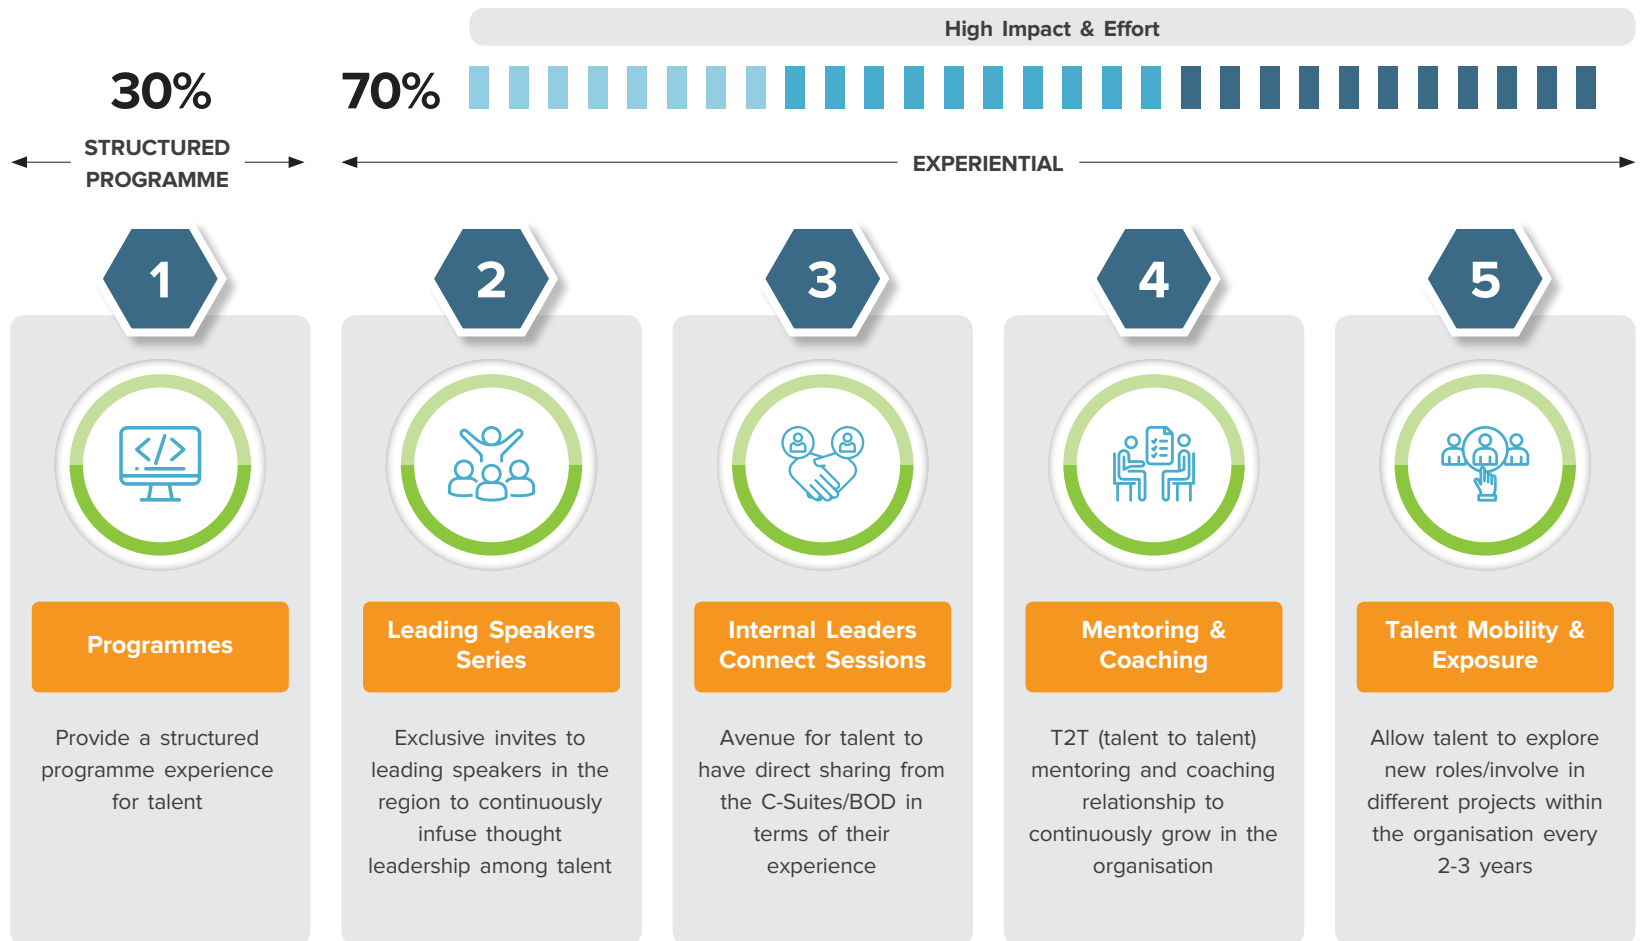 High Impact & Effort
30%
70%
STRUCTURED
PROGRAMME
EXPERIENTIAL
1
Programmes
Provide a structured
programme experience
for talent
2
Leading Speakers
Series
Exclusive invites to
leading speakers in the
region to continuously
infuse thought
leadership among talent
3
Internal Leaders
Connect Sessions
Avenue for talent to
have direct sharing from
the C-Suites/BOD in
terms of their
experience
4
Mentoring &
Coaching
T2T (talent to talent)
mentoring and coaching
relationship to
continuously grow in the
organisation
5
Talent Mobility &
Exposure
Allow talent to explore
new roles/involve in
different projects within
the organisation every
2-3 years